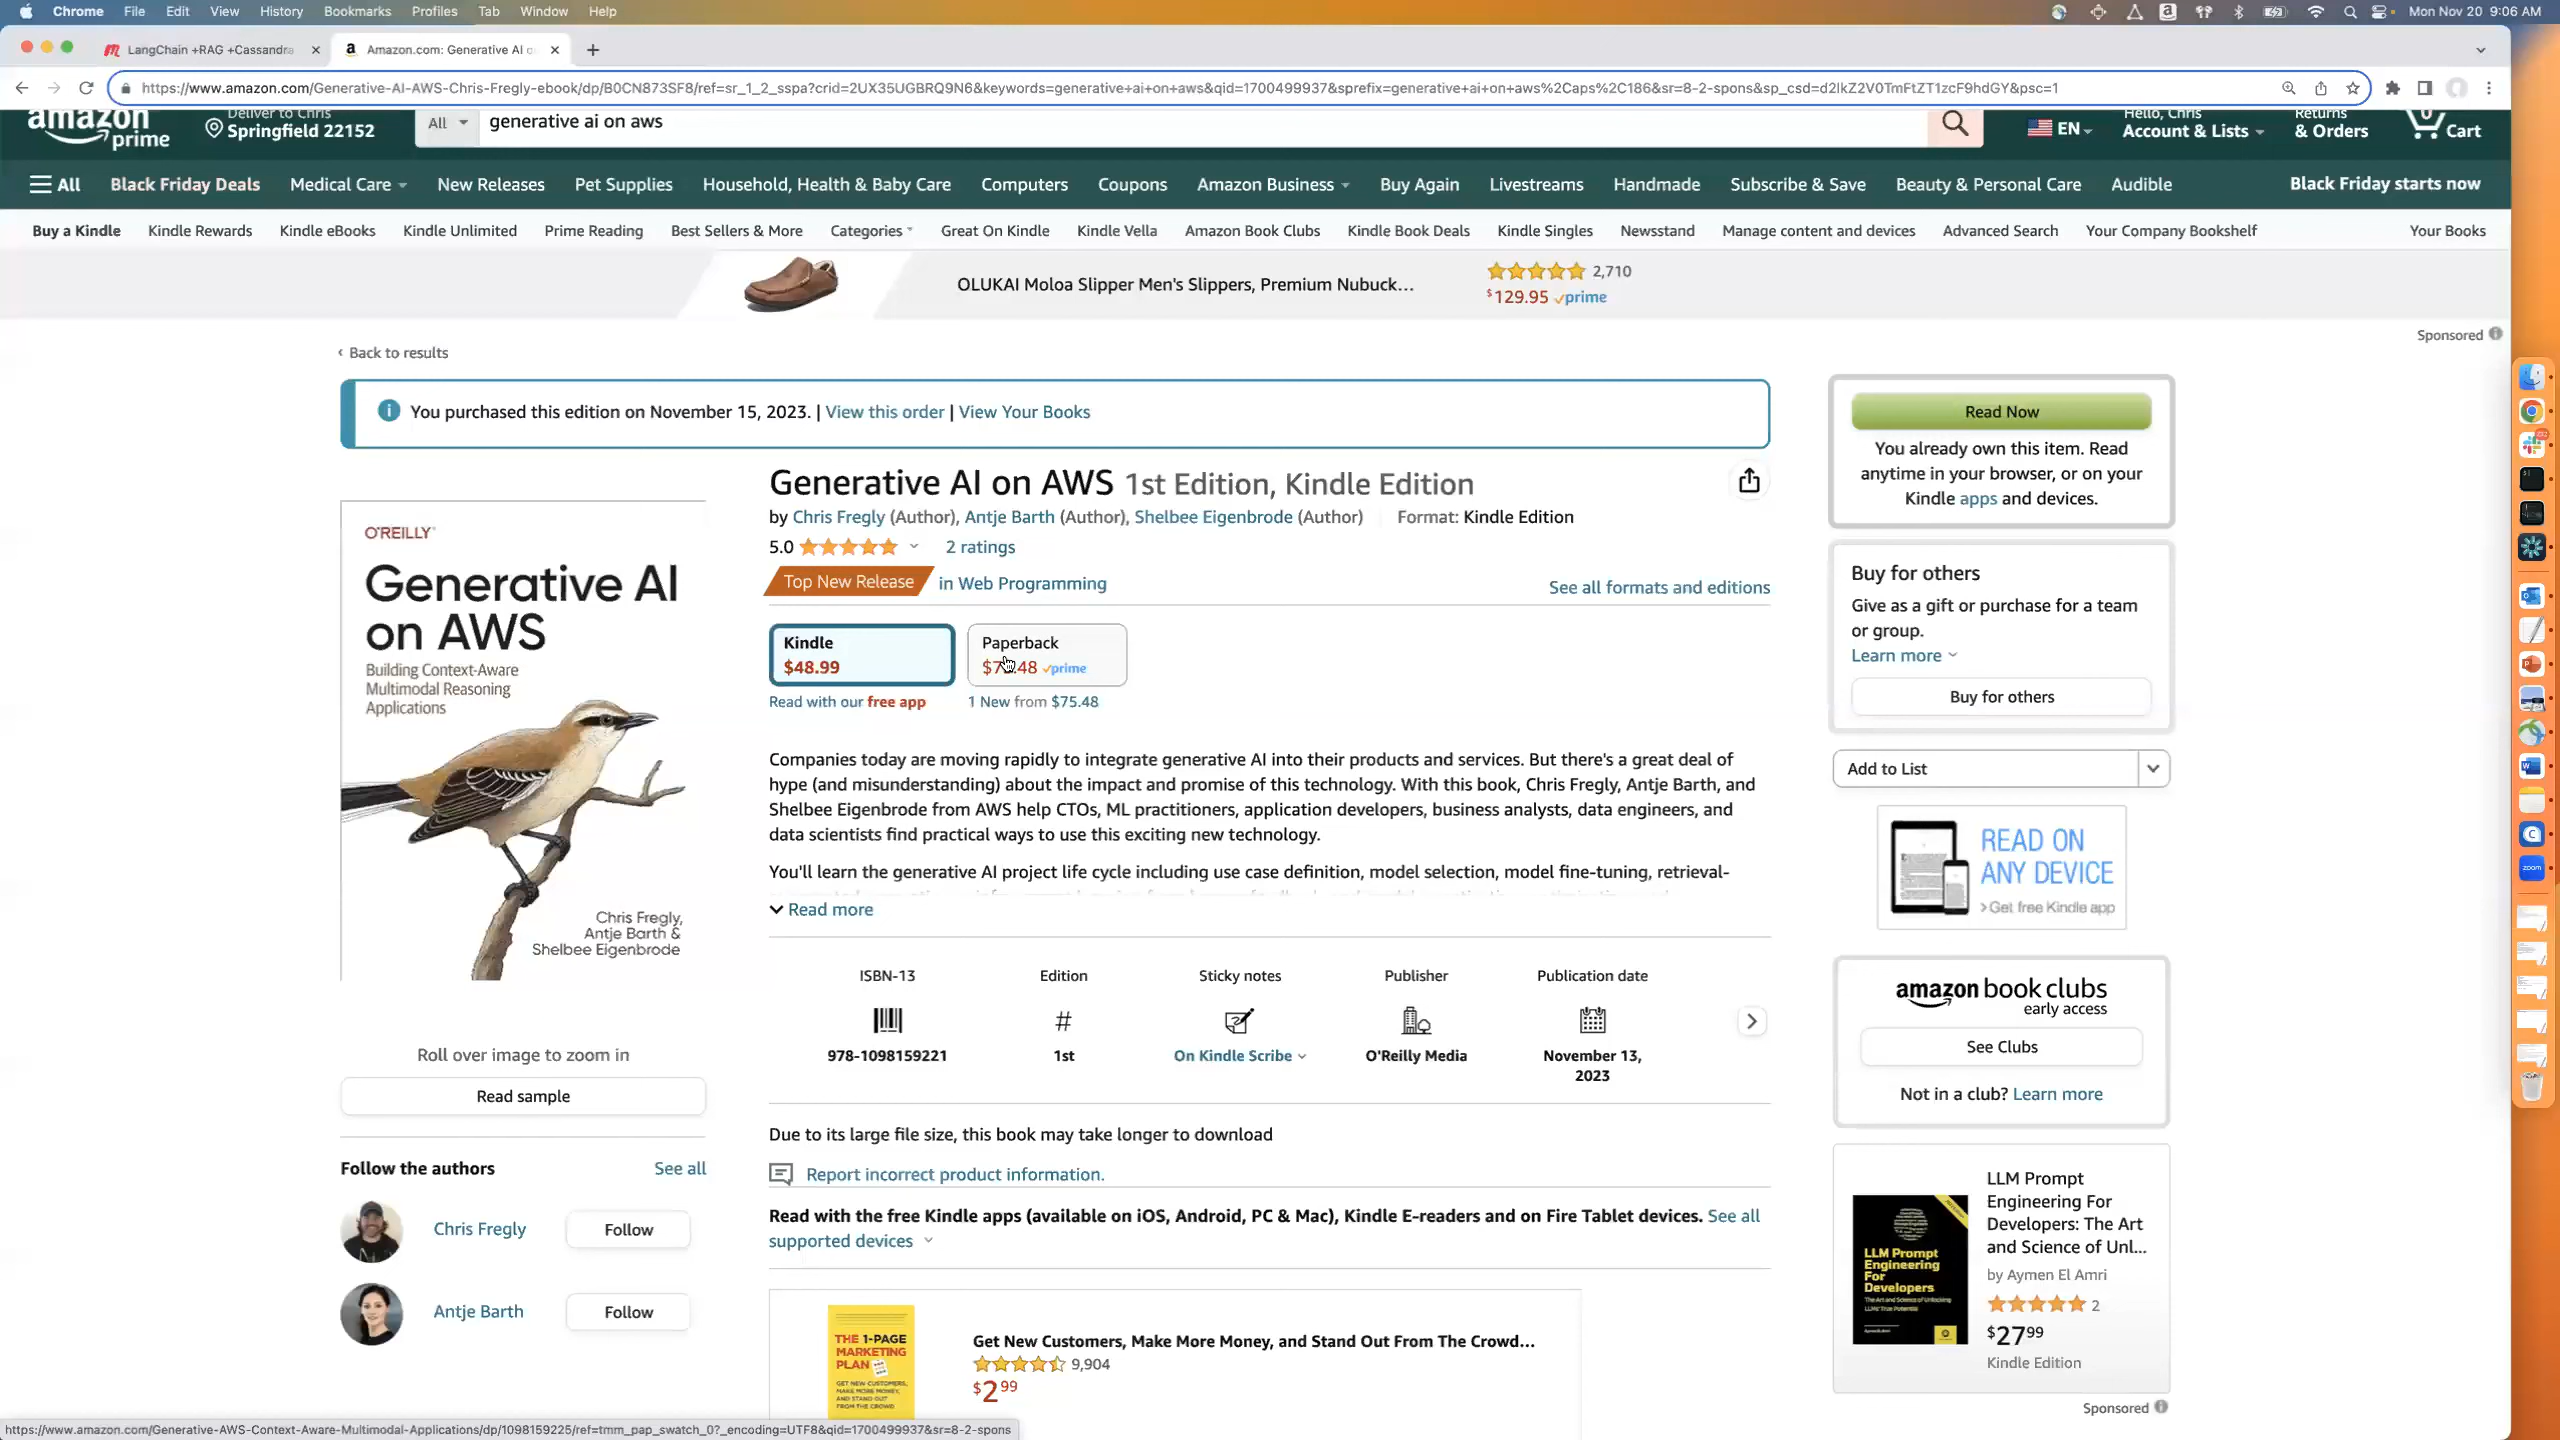 Chrome File Edit View History Bookmarks Profiles Tab Window Help
Mon Nov 20 9:06 AM
LangChain +RAG +Cassandra
Amazon.com: Generative AI o
https://www.amazon.com/Generative-AI-AWS-Chris-Fregly-ebook/dp/B0CN873SF8/ref=sr_1_2_sspa?crid=2UX35UGBRQ9N6&keywords=generative+ai+on+aws&qid=1700499937&sprefix=generative+ai+on+aws%2Caps%2C186&sr=8-2-spons&sp_csd=d2lkZ2V0TmFtZT1zcF9hdGY&psc=1
amazon prime
Deliver to Chris
Springfield 22152
All
generative ai on aws
EN
Hello, Chris
Account & Lists
Returns
& Orders
0
Cart
All Black Friday Deals Medical Care New Releases Pet Supplies Household, Health & Baby Care Computers Coupons Amazon Business Buy Again Livestreams Handmade Subscribe & Save Beauty & Personal Care Audible
Black Friday starts now
Buy a Kindle Kindle Rewards Kindle eBooks Kindle Unlimited Prime Reading Best Sellers & More Categories Great On Kindle Kindle Vella Amazon Book Clubs Kindle Book Deals Kindle Singles Newsstand Manage content and devices Advanced Search Your Company Bookshelf Your Books
OLUKAI Moloa Slipper Men's Slippers, Premium Nubuck...
2,710
$129.95 prime
Sponsored
‹ Back to results
You purchased this edition on November 15, 2023. | View this order | View Your Books
O'REILLY
Generative AI
on AWS
Building Context-Aware
Multimodal Reasoning
Applications
Chris Fregly,
Antje Barth &
Shelbee Eigenbrode
Roll over image to zoom in
Read sample
Follow the authors
See all
Chris Fregly
Follow
Antje Barth
Follow
Generative AI on AWS 1st Edition, Kindle Edition
by Chris Fregly (Author), Antje Barth (Author), Shelbee Eigenbrode (Author) Format: Kindle Edition
5.0
2 ratings
Top New Release in Web Programming
See all formats and editions
Kindle
$48.99
Read with our free app
Paperback
prime
1 New from $75.48
Companies today are moving rapidly to integrate generative AI into their products and services. But there's a great deal of
hype (and misunderstanding) about the impact and promise of this technology. With this book, Chris Fregly, Antje Barth, and
Shelbee Eigenbrode from AWS help CTOs, ML practitioners, application developers, business analysts, data engineers, and
data scientists find practical ways to use this exciting new technology.
You'll learn the generative AI project life cycle including use case definition, model selection, model fine-tuning, retrieval-
Read more
ISBN-13
978-1098159221
Edition
#
1st
Sticky notes
On Kindle Scribe
Publisher
O'Reilly Media
Publication date
November 13,
2023
Due to its large file size, this book may take longer to download
Report incorrect product information.
Read with the free Kindle apps (available on iOS, Android, PC & Mac), Kindle E-readers and on Fire Tablet devices. See all
supported devices
THE 1-PAGE
MARKETING
PLAN
GET NEW CUSTOMERS,
MAKE MORE MONEY,
AND STAND OUT
FROM THE CROWD
Get New Customers, Make More Money, and Stand Out From The Crowd...
9,904
$2 99
Read Now
You already own this item. Read
anytime in your browser, or on your
Kindle apps and devices.
Buy for others
Give as a gift or purchase for a team
or group.
Learn more
Buy for others
Add to List
READ ON
ANY DEVICE
>Get free Kindle app
amazon book clubs
early access
See Clubs
Not in a club? Learn more
LLM Prompt
Engineering
For
Developers
LLM Prompt
Engineering For
Developers: The Art
and Science of Unl...
by Aymen El Amri
2
$27 99
Kindle Edition
Sponsored
zoom
https://www.amazon.com/Generative-AWS-Context-Aware-Multimodal-Applications/dp/1098159225/ref=tmm_pap_swatch_0?_encoding=UTF8&qid=1700499937&sr=8-2-spons